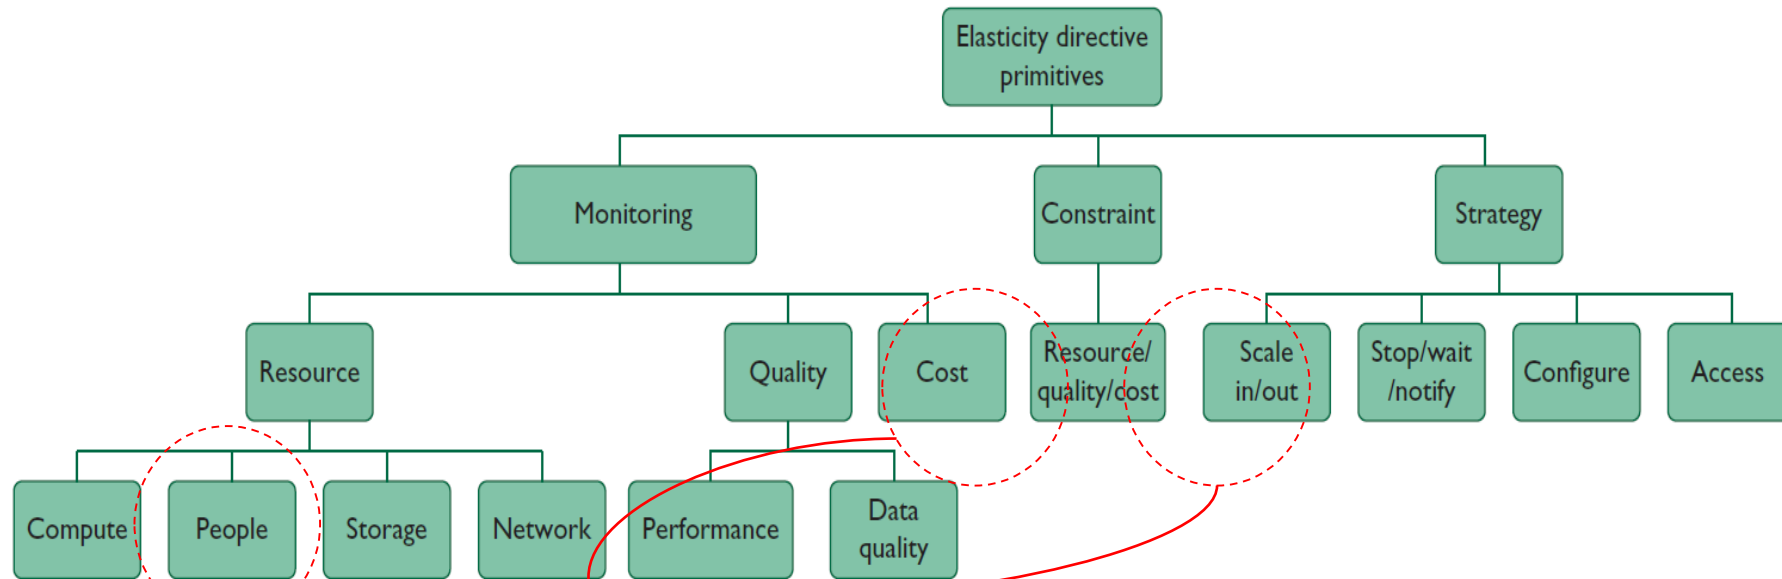 Elasticity directive
primitives
Monitoring
Constraint
Strategy
Resource
Quality
Cost
Resource/
quality/cost
Scale
in/out
Stop/wait
/notify
Configure
Access
Compute
People
Storage
Network
Performance
Data
quality